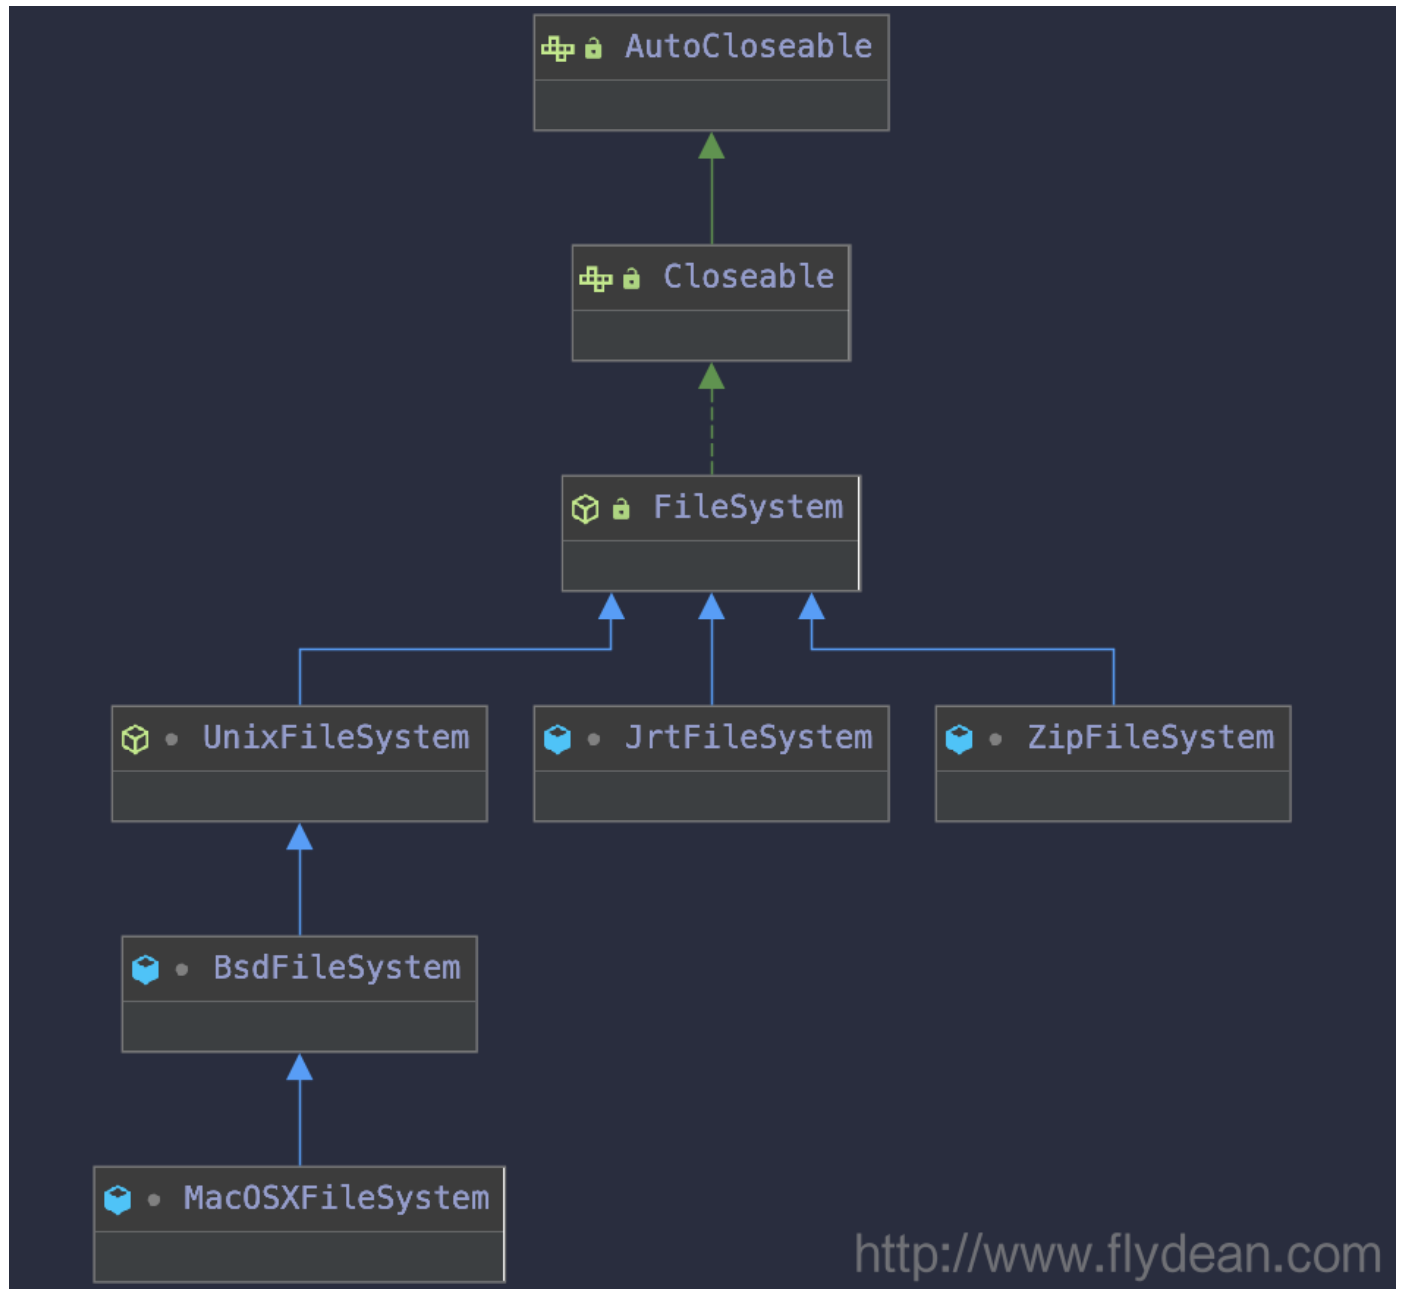 AutoCloseable
Closeable
FileSystem
UnixFileSystem
JrtFileSystem
ZipFileSystem
BsdFileSystem
MacOSXFileSystem
http://www.flydean.com